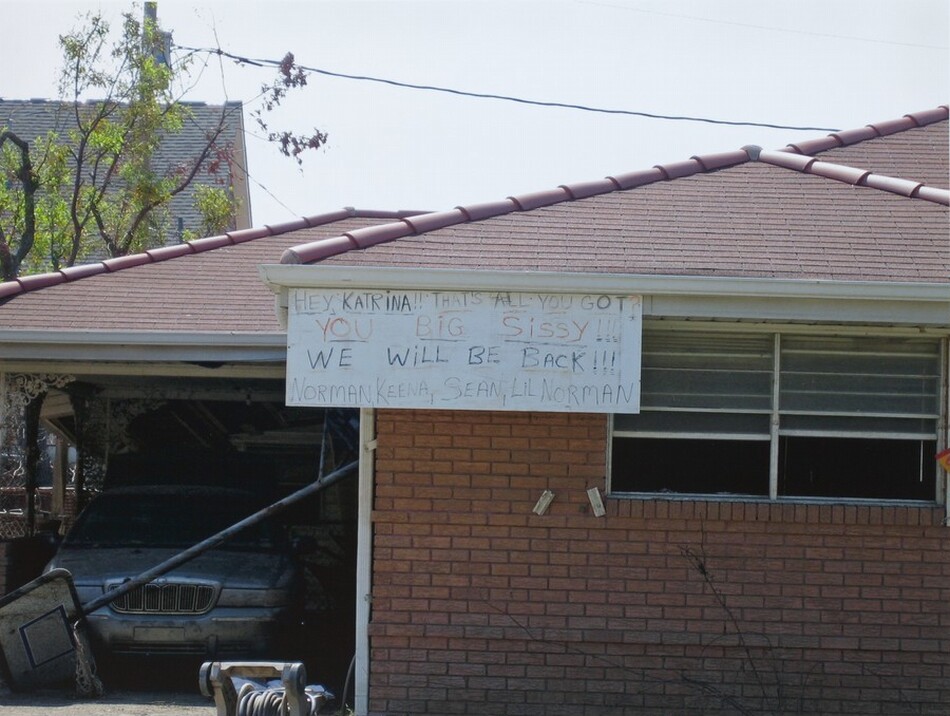 HEY, KATRINA!! THAT'S ALL YOU GOT?
YOU BIG SISSY!!!
WE WILL BE BACK!!!
NORMAN, KEENA, SEAN, LIL NORMAN